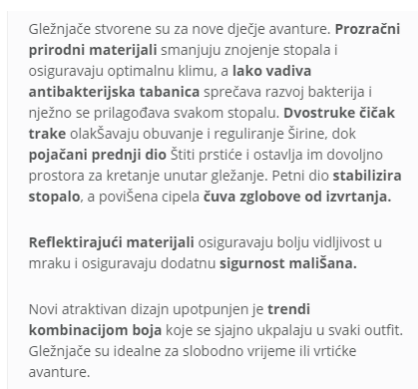 Gležnjače stvorene su za nove dječje avanture. Prozračni
prirodni materijali smanjuju znojenje stopala i
osiguravaju optimalnu klimu, a lako vadiva
antibakterijska tabanica sprečava razvoj bakterija i
nježno se prilagođava svakom stopalu. Dvostruke čičak
trake olakŠavaju obuvanje i reguliranje Širine, dok
pojačani prednji dio Štiti prstiće i ostavlja im dovoljno
prostora za kretanje unutar gležanje. Petni dio stabilizira
stopalo, a poviŠena cipela čuva zglobove od izvrtanja.
Reflektirajući materijali osiguravaju bolju vidljivost u
mraku i osiguravaju dodatnu sigurnost maliŠana.
Novi atraktivan dizajn upotpunjen je trendi
kombinacijom boja koje se sjajno ukpalaju u svaki outfit.
Gležnjače su idealne za slobodno vrijeme ili vrtićke
avanture.